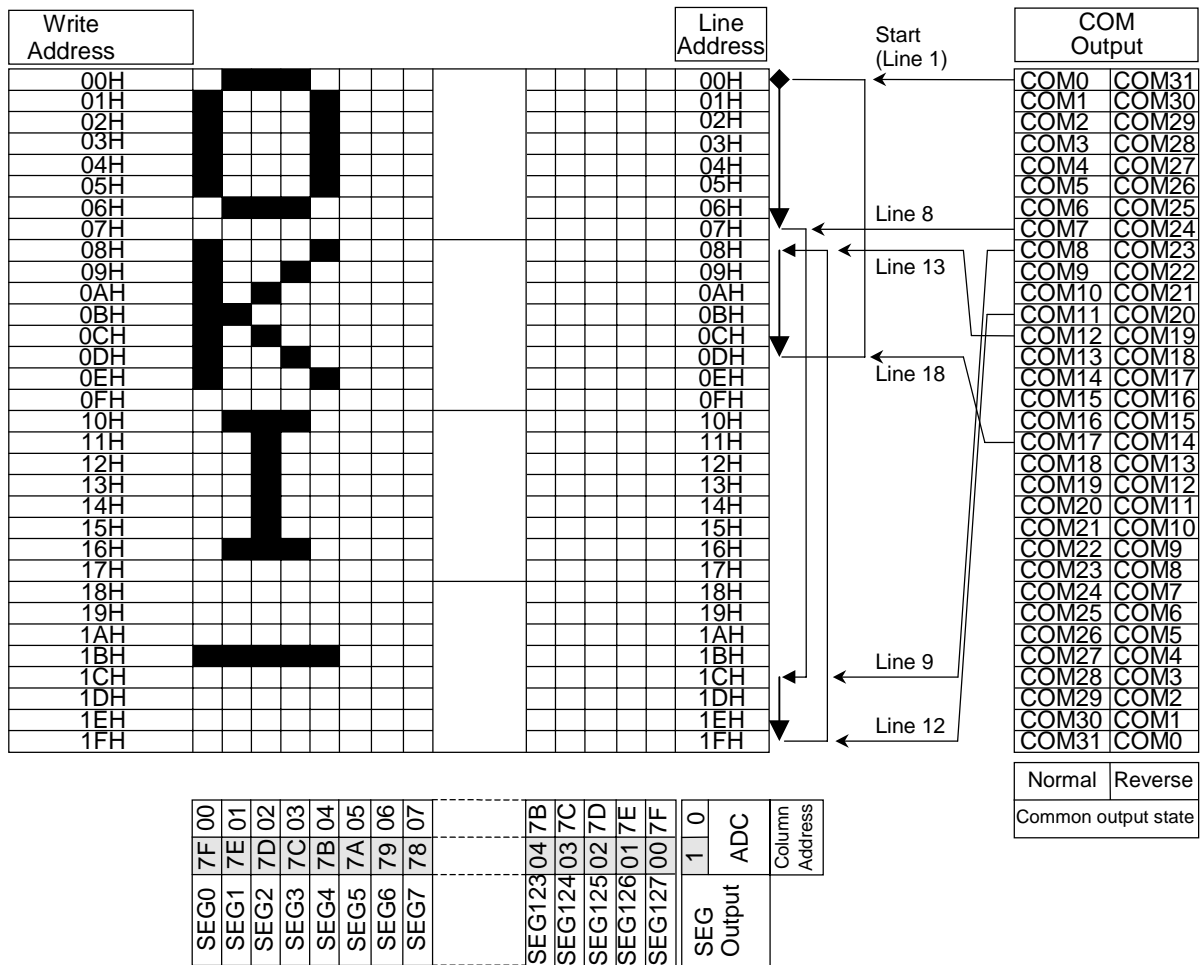 Write Address
Line Address
Start (Line 1)
COM Output
00H 00H COM0 COM31
01H 01H COM1 COM30
02H 02H COM2 COM29
03H 03H COM3 COM28
04H 04H COM4 COM27
05H 05H COM5 COM26
06H 06H COM6 COM25
07H 07H Line 8 COM7 COM24
08H 08H COM8 COM23
09H 09H Line 13 COM9 COM22
0AH 0AH COM10 COM21
0BH 0BH COM11 COM20
0CH 0CH COM12 COM19
0DH 0DH COM13 COM18
0EH 0EH Line 18 COM14 COM17
0FH 0FH COM15 COM16
10H 10H COM16 COM15
11H 11H COM17 COM14
12H 12H COM18 COM13
13H 13H COM19 COM12
14H 14H COM20 COM11
15H 15H COM21 COM10
16H 16H COM22 COM9
17H 17H COM23 COM8
18H 18H COM24 COM7
19H 19H COM25 COM6
1AH 1AH COM26 COM5
1BH 1BH Line 9 COM27 COM4
1CH 1CH COM28 COM3
1DH 1DH COM29 COM2
1EH 1EH Line 12 COM30 COM1
1FH 1FH COM31 COM0
Normal Reverse
Common output state
00 01 02 03 04 05 06 07 7B 7C 7D 7E 7F 0 ADC Column Address
7F 7E 7D 7C 7B 7A 79 78 04 03 02 01 00 1
SEG0 SEG1 SEG2 SEG3 SEG4 SEG5 SEG6 SEG7 SEG123 SEG124 SEG125 SEG126 SEG127 SEG Output
OKI